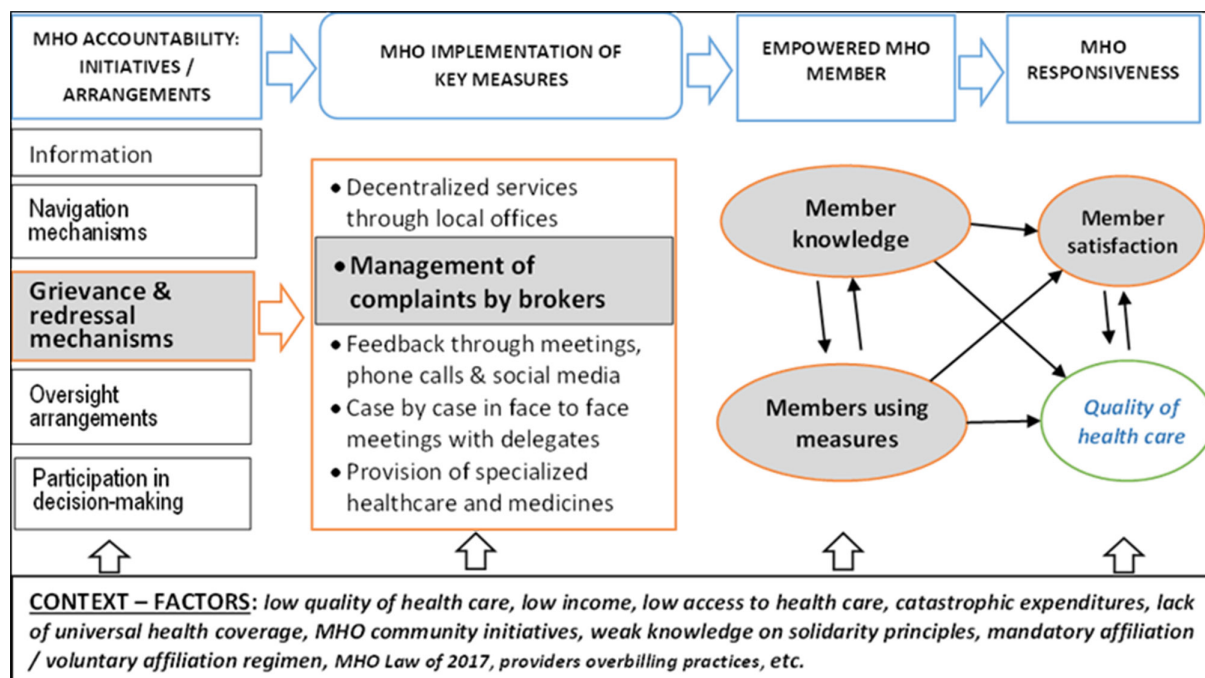 MHO ACCOUNTABILITY:
INITIATIVES /
ARRANGEMENTS
MHO IMPLEMENTATION OF
KEY MEASURES
EMPOWERED MHO
MEMBER
MHO
RESPONSIVENESS
Information
Navigation
mechanisms
Grievance &
redressal
mechanisms
Oversight
arrangements
Participation in
decision-making
• Decentralized services
through local offices
• Management of
complaints by brokers
• Feedback through meetings,
phone calls & social media
• Case by case in face to face
meetings with delegates
• Provision of specialized
healthcare and medicines
Member
knowledge
Members using
measures
Member
satisfaction
Quality of
health care
CONTEXT – FACTORS: low quality of health care, low income, low access to health care, catastrophic expenditures, lack
of universal health coverage, MHO community initiatives, weak knowledge on solidarity principles, mandatory affiliation
/ voluntary affiliation regimen, MHO Law of 2017, providers overbilling practices, etc.